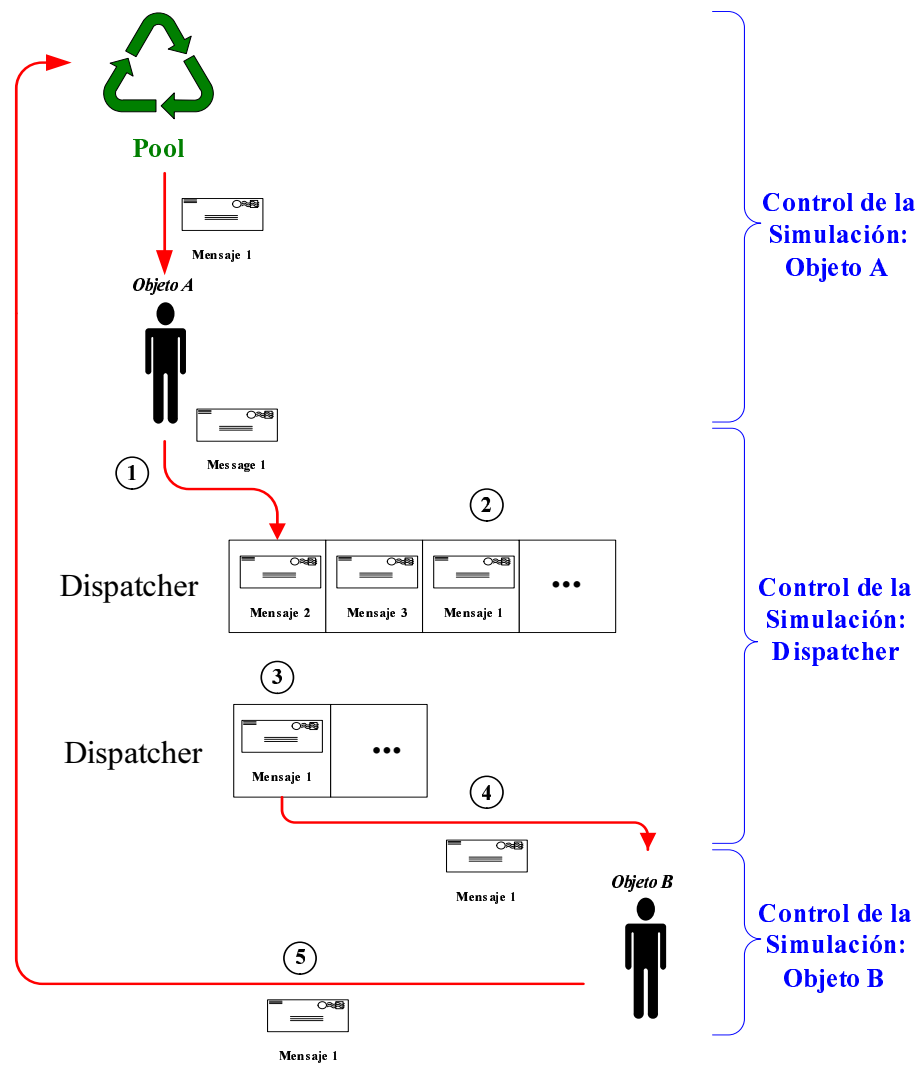 Pool
Mensaje 1
Objeto A
Control de la
Simulación:
Objeto A
Message 1
1
2
Dispatcher
Mensaje 2
Mensaje 3
Mensaje 1
•••
Control de la
Simulación:
Dispatcher
3
Dispatcher
Mensaje 1
•••
4
Mensaje 1
Objeto B
Control de la
Simulación:
Objeto B
5
Mensaje 1